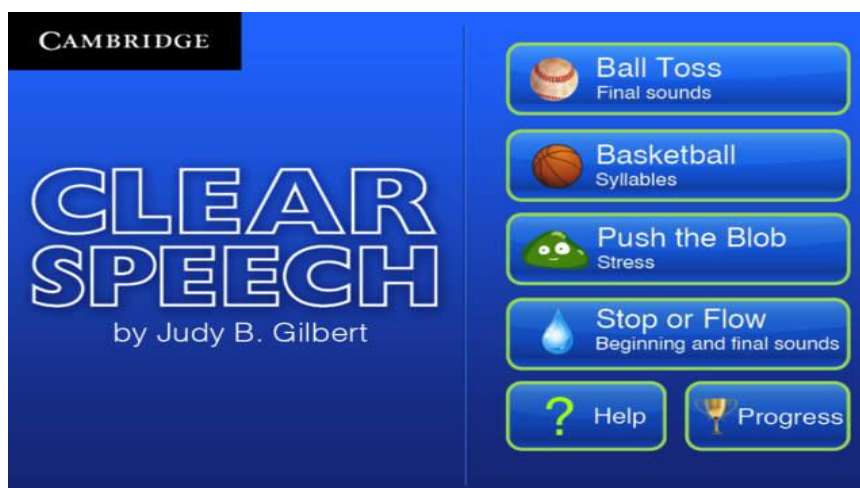 CAMBRIDGE
CLEAR
SPEECH
by Judy B. Gilbert
Ball Toss
Final sounds
Basketball
Syllables
Push the Blob
Stress
Stop or Flow
Beginning and final sounds
? Help
Progress